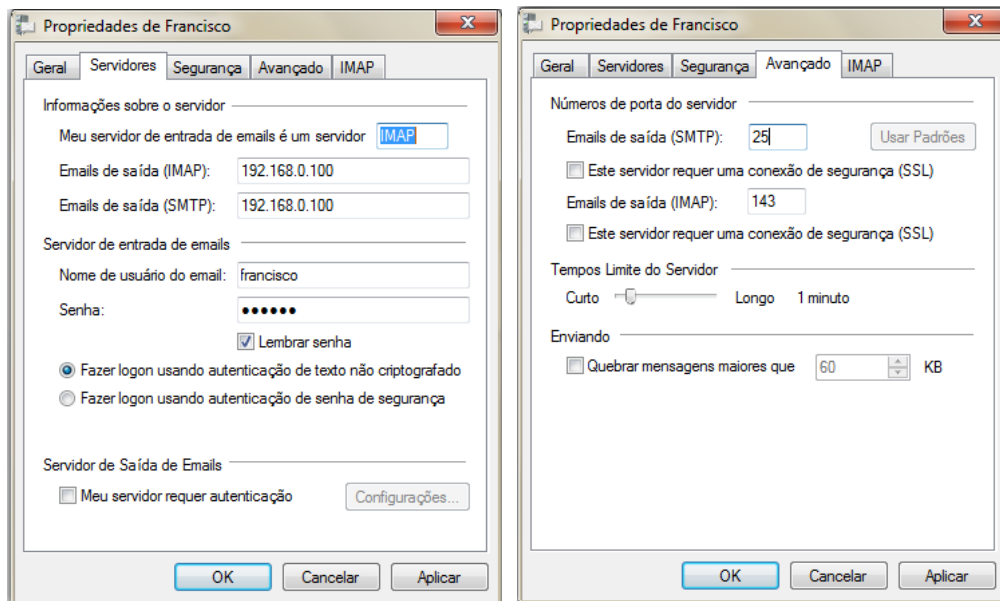 Propriedades de Francisco
Geral Servidores Segurança Avançado IMAP
Informações sobre o servidor
Meu servidor de entrada de emails é um servidor IMAP
Emails de saída (IMAP): 192.168.0.100
Emails de saída (SMTP): 192.168.0.100
Servidor de entrada de emails
Nome de usuário do email: francisco
Senha: ●●●●●●
Lembrar senha
Fazer logon usando autenticação de texto não criptografado
Fazer logon usando autenticação de senha de segurança
Servidor de Saída de Emails
Meu servidor requer autenticação Configurações...
OK Cancelar Aplicar
Propriedades de Francisco
Geral Servidores Segurança Avançado IMAP
Números de porta do servidor
Emails de saída (SMTP): 25 Usar Padrões
Este servidor requer uma conexão de segurança (SSL)
Emails de saída (IMAP): 143
Este servidor requer uma conexão de segurança (SSL)
Tempos Limite do Servidor
Curto Longo 1 minuto
Enviando
Quebrar mensagens maiores que 60 KB
OK Cancelar Aplicar